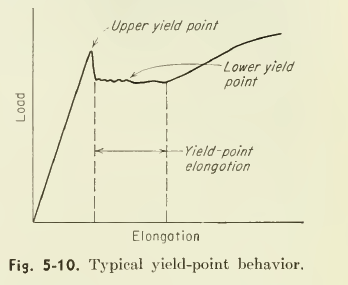 Upper yield point
Lower yield
point
Load
Yield-point
elongation
Elongation
Fig. 5-10. Typical yield-point behavior.